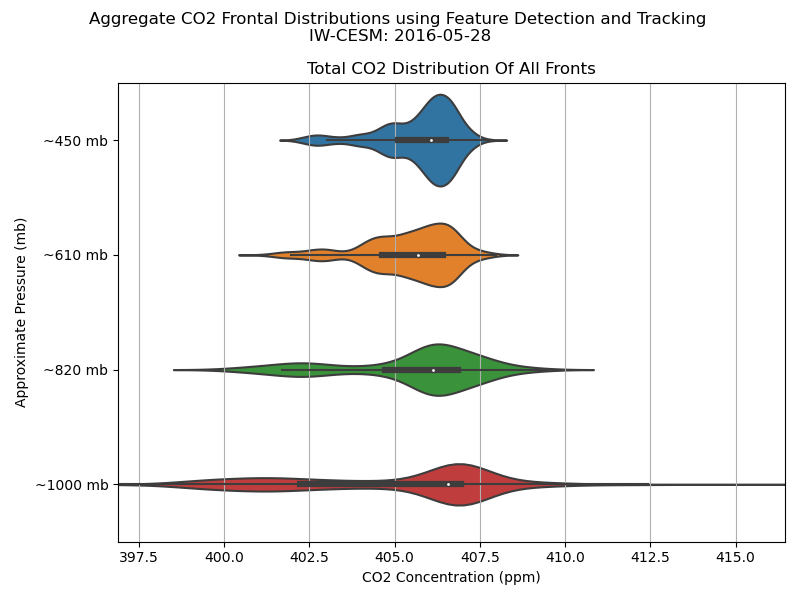 Aggregate CO2 Frontal Distributions using Feature Detection and Tracking
IW-CESM: 2016-05-28
Total CO2 Distribution Of All Fronts
Approximate Pressure (mb)
~450 mb
~610 mb
~820 mb
~1000 mb
397.5 400.0 402.5 405.0 407.5 410.0 412.5 415.0
CO2 Concentration (ppm)